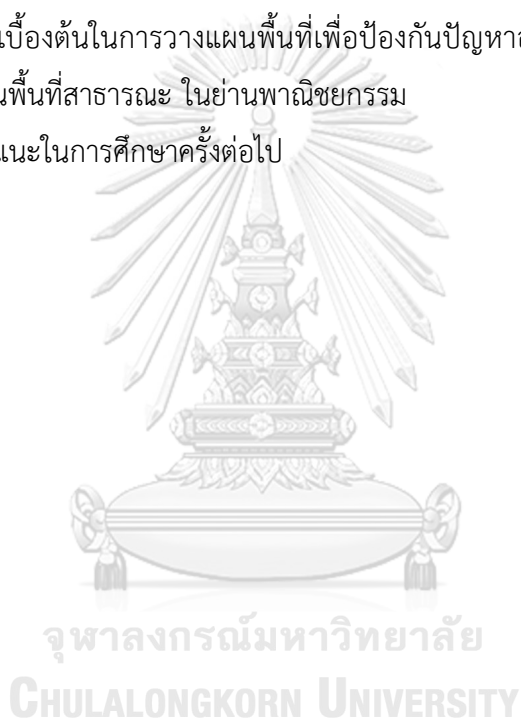 เบื้องต้นในการวางแผนพื้นที่เพื่อป้องกันปัญหา
พื้นที่สาธารณะ ในย่านพาณิชยกรรม
แนะในการศึกษาครั้งต่อไป
จุฬาลงกรณ์มหาวิทยาลัย
CHULALONGKORN UNIVERSITY